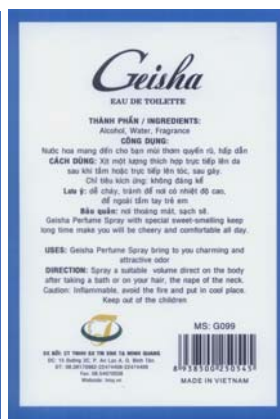 Geisha
EAU DE TOILETTE
THÀNH PHẦN / INGREDIENTS:
Alcohol, Water, Fragrance
CÔNG DỤNG:
Nước hoa mang đến cho bạn mùi thơm quyến rũ, hấp dẫn
CÁCH DÙNG: Xịt một lượng thích hợp trực tiếp lên da
sau khi tắm hoặc trực tiếp lên tóc, sau gáy.
Chỉ tiêu kích ứng: không đáng kể
Lưu ý: dễ cháy, tránh để nơi có nhiệt độ cao,
để ngoài tầm tay trẻ em
Bảo quản: nơi thoáng mát, sạch sẽ.
Geisha Perfume Spray with special sweet-smelling keep
long time make you will be cheery and comfortable all day.
USES: Geisha Perfume Spray bring to you charming and
attractive odor
DIRECTION: Spray a suitable volume direct on the body
after taking a bath or on your hair, the nape of the neck.
Caution: Inflammable, avoid the fire and put in cool place.
Keep out of the children
MS: G099
8 938500 250545
MADE IN VIETNAM